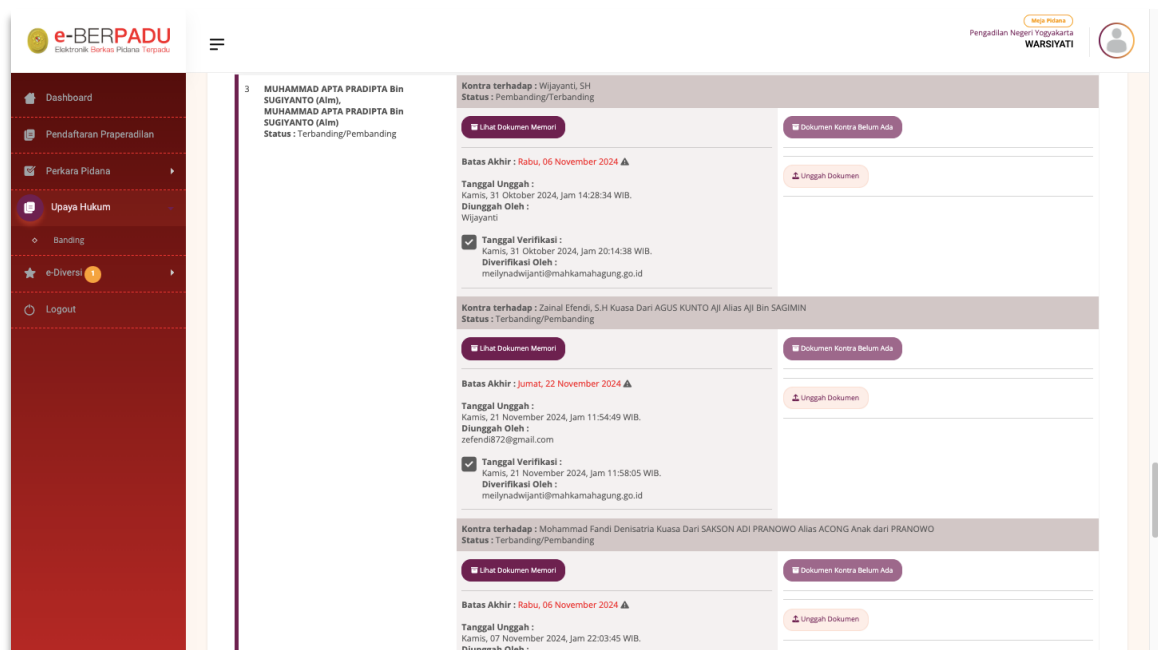 e-BERPADU
Elektronik Berkas Pidana Terpadu
Meja Pidana
Pengadilan Negeri Yogyakarta
WARSIYATI
Dashboard
Pendaftaran Praperadilan
Perkara Pidana
Upaya Hukum
Banding
e-Diversi 1
Logout
3 MUHAMMAD APTA PRADIPTA Bin
SUGIYANTO (Alm),
MUHAMMAD APTA PRADIPTA Bin
SUGIYANTO (Alm)
Status : Terbanding/Pembanding
Kontra terhadap : Wijayanti, SH
Status : Pembanding/Terbanding
Lihat Dokumen Memori
Dokumen Kontra Belum Ada
Batas Akhir : Rabu, 06 November 2024
Unggah Dokumen
Tanggal Unggah :
Kamis, 31 Oktober 2024, Jam 14:28:34 WIB.
Diunggah Oleh :
Wijayanti
Tanggal Verifikasi :
Kamis, 31 Oktober 2024, Jam 20:14:38 WIB.
Diverifikasi Oleh :
meilynadwijanti@mahkamahagung.go.id
Kontra terhadap : Zainal Efendi, S.H Kuasa Dari AGUS KUNTO AJI Alias AJI Bin SAGIMIN
Status : Terbanding/Pembanding
Lihat Dokumen Memori
Dokumen Kontra Belum Ada
Batas Akhir : Jumat, 22 November 2024
Unggah Dokumen
Tanggal Unggah :
Kamis, 21 November 2024, Jam 11:54:49 WIB.
Diunggah Oleh :
zefendi872@gmail.com
Tanggal Verifikasi :
Kamis, 21 November 2024, Jam 11:58:05 WIB.
Diverifikasi Oleh :
meilynadwijanti@mahkamahagung.go.id
Kontra terhadap : Mohammad Fandi Denisatria Kuasa Dari SAKSON ADI PRANOWO Alias ACONG Anak dari PRANOWO
Status : Terbanding/Pembanding
Lihat Dokumen Memori
Dokumen Kontra Belum Ada
Batas Akhir : Rabu, 06 November 2024
Unggah Dokumen
Tanggal Unggah :
Kamis, 07 November 2024, Jam 22:03:45 WIB.
Diunggah Oleh :